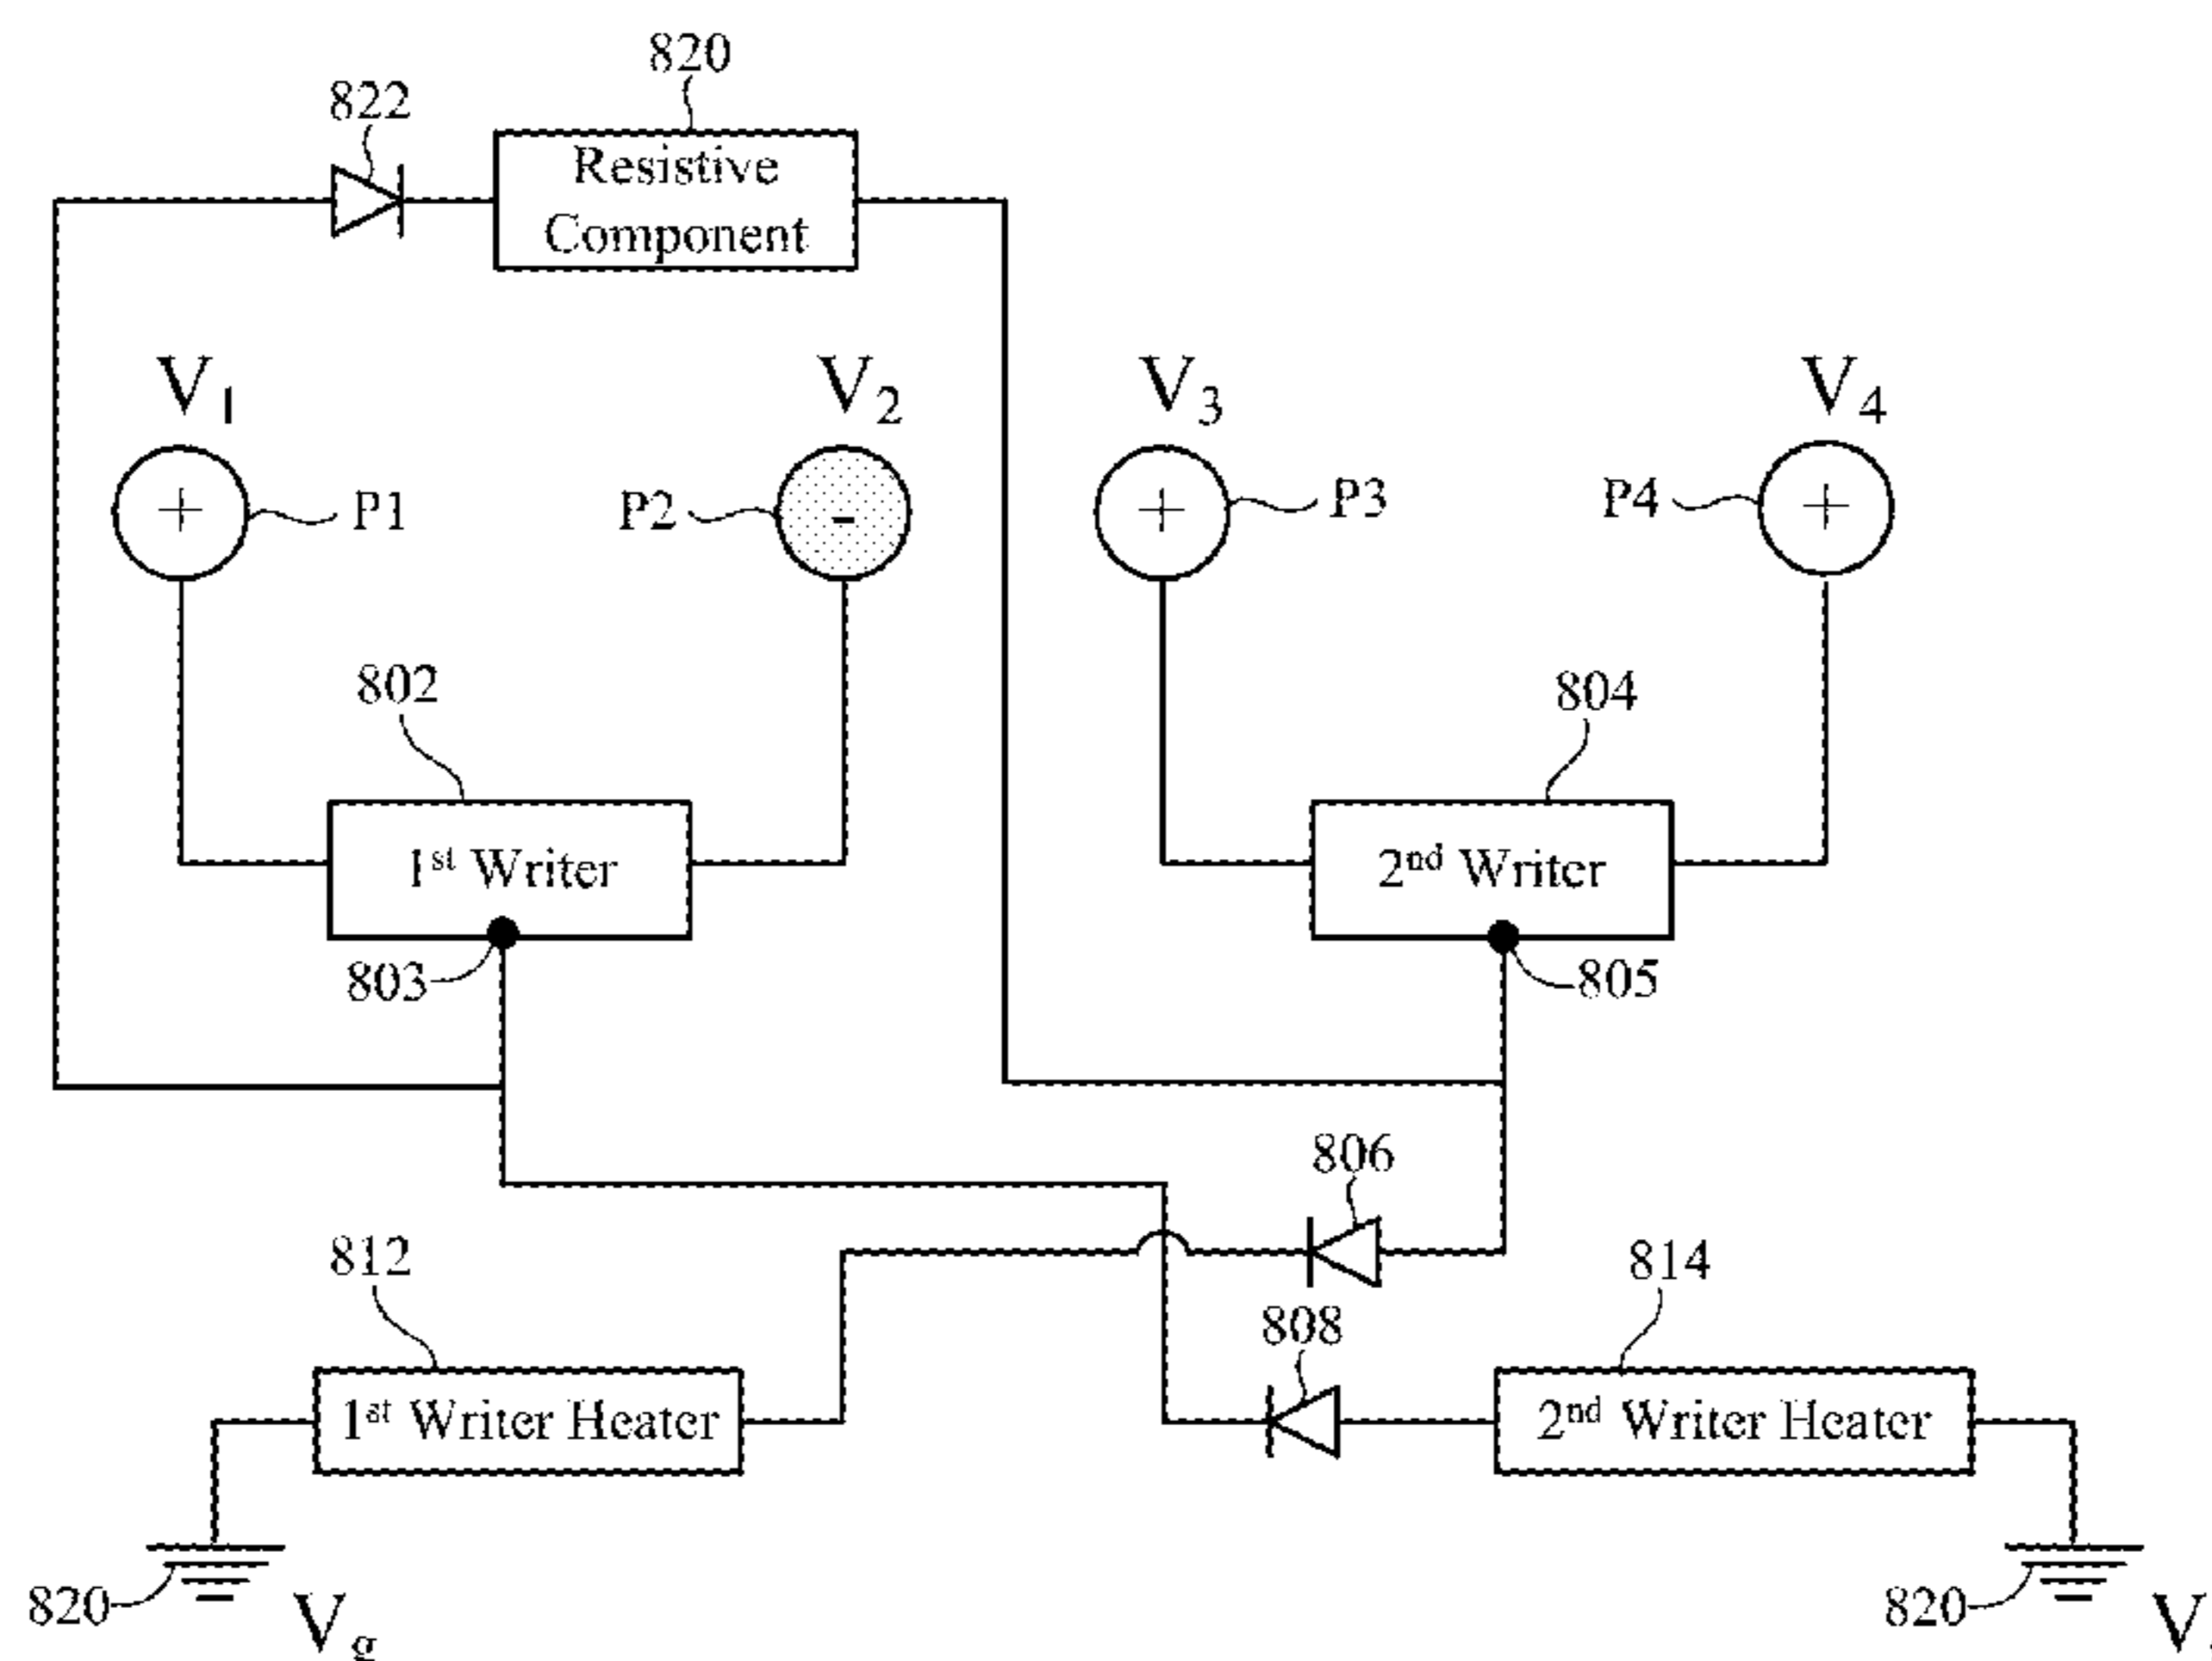 820
822
Resistive
Component
V1
V2
V3
V4
+
P1
P2
-
+
P3
P4
+
802
804
1st Writer
2nd Writer
803
805
806
812
814
808
1st Writer Heater
2nd Writer Heater
820
Vg
820
V